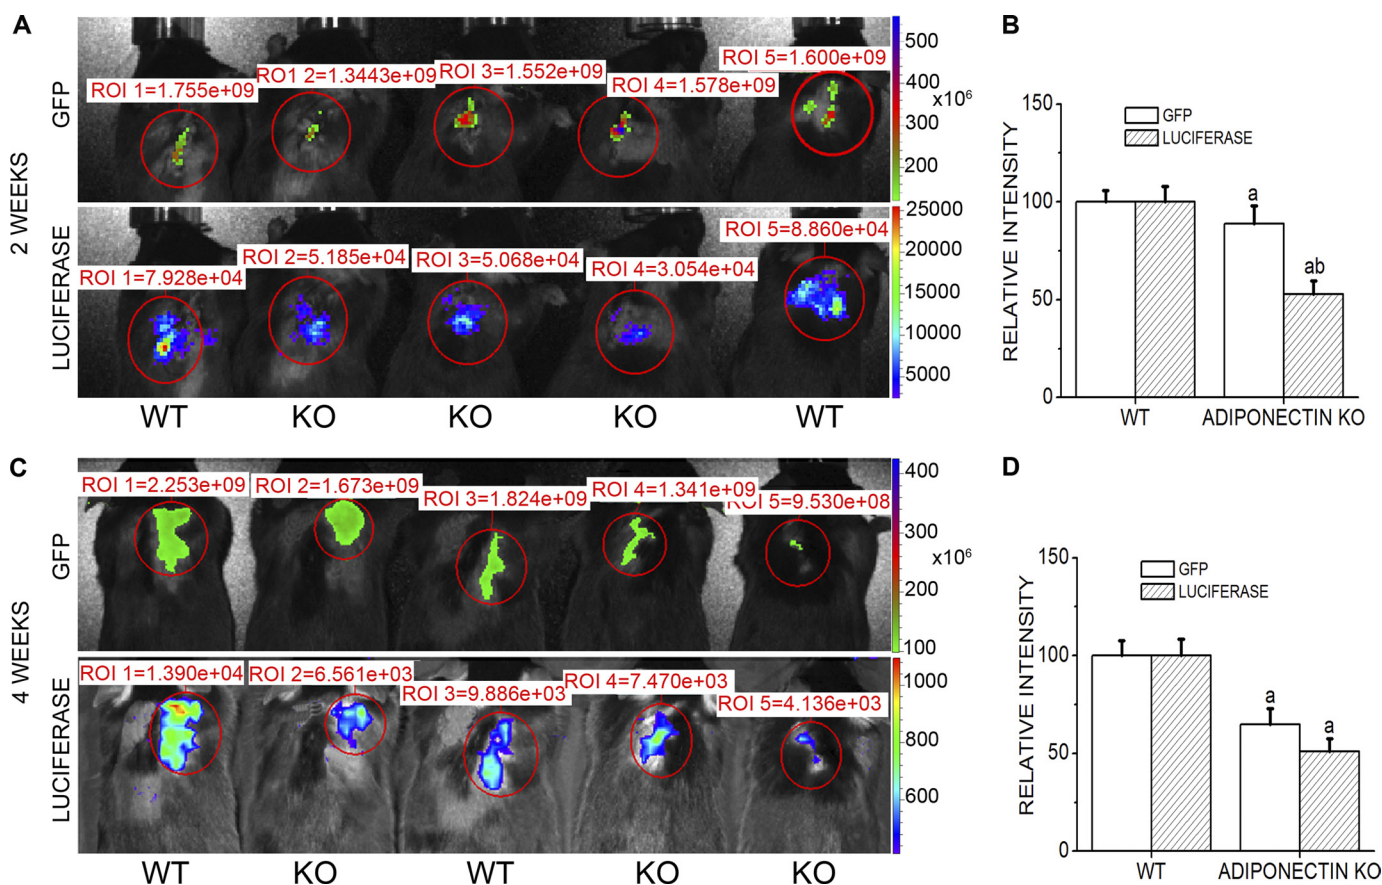 A
2 WEEKS
GFP
ROI 1=1.755e+09
RO1 2=1.3443e+09
ROI 3=1.552e+09
ROI 4=1.578e+09
ROI 5=1.600e+09
500
400
x10⁶
300
200
LUCIFERASE
ROI 1=7.928e+04
ROI 2=5.185e+04
ROI 3=5.068e+04
ROI 4=3.054e+04
ROI 5=8.860e+04
25000
20000
15000
10000
5000
WT
KO
KO
KO
WT
B
RELATIVE INTENSITY
150
100
50
0
GFP
LUCIFERASE
a
ab
WT
ADIPONECTIN KO
C
4 WEEKS
GFP
ROI 1=2.253e+09
ROI 2=1.673e+09
ROI 3=1.824e+09
ROI 4=1.341e+09
ROI 5=9.530e+08
400
300
x10⁶
200
100
LUCIFERASE
ROI 1=1.390e+04
ROI 2=6.561e+03
ROI 3=9.886e+03
ROI 4=7.470e+03
ROI 5=4.136e+03
1000
800
600
WT
KO
WT
KO
KO
D
RELATIVE INTENSITY
150
100
50
0
GFP
LUCIFERASE
a
a
WT
ADIPONECTIN KO